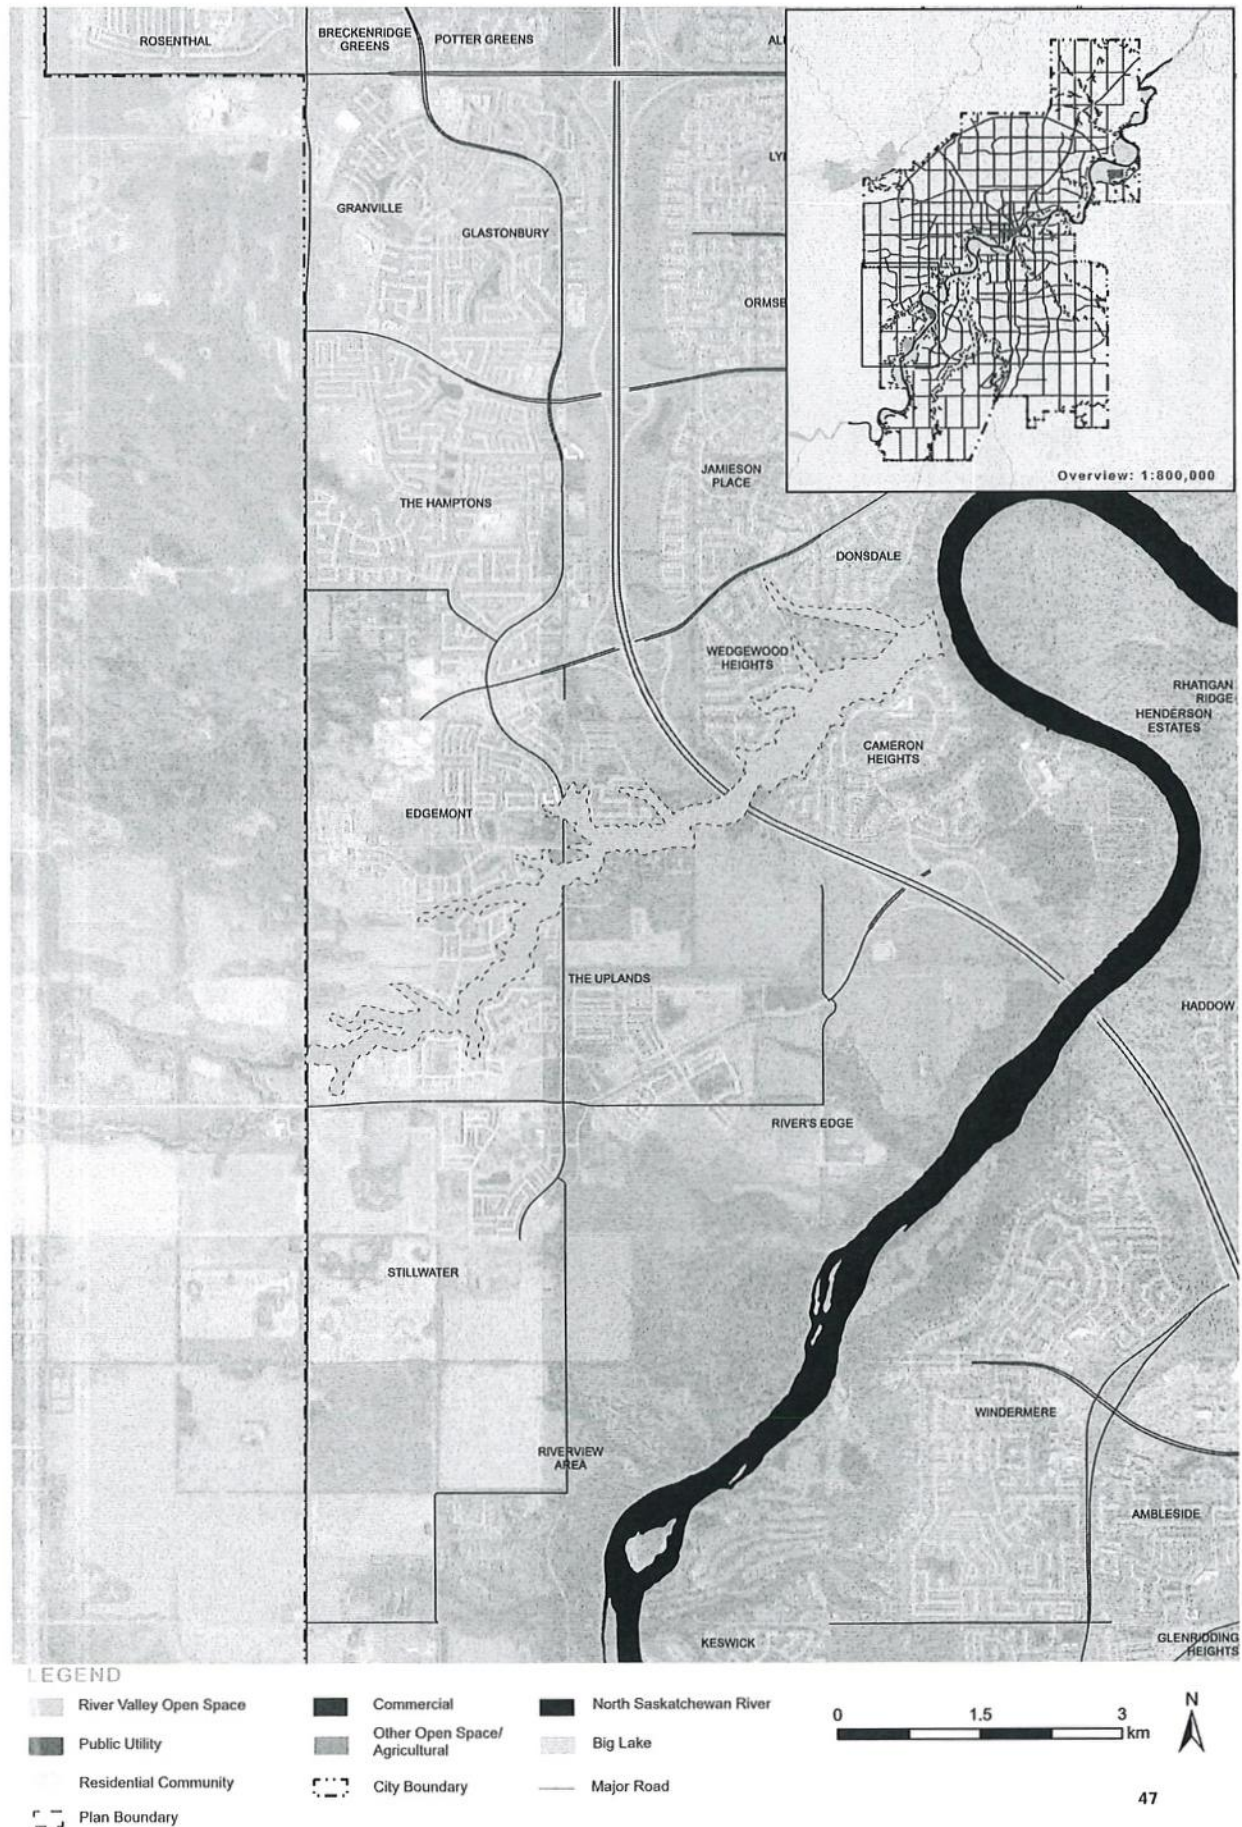 ROSENTHAL
BRECKENRIDGE
GREENS
POTTER GREENS
AL
LY
GRANVILLE
GLASTONBURY
ORMSB
Overview: 1:800,000
JAMIESON
PLACE
THE HAMPTONS
DONSDALE
WEDGEWOOD
HEIGHTS
RHATIGAN
RIDGE
HENDERSON
ESTATES
CAMERON
HEIGHTS
EDGEMONT
THE UPLANDS
HADDOW
RIVER'S EDGE
STILLWATER
WINDERMERE
RIVERVIEW
AREA
AMBLESIDE
KESWICK
GLENRIDDING
HEIGHTS
LEGEND
River Valley Open Space
Public Utility
Residential Community
Plan Boundary
Commercial
Other Open Space/
Agricultural
City Boundary
North Saskatchewan River
Big Lake
Major Road
0 1.5 3
km
N
47